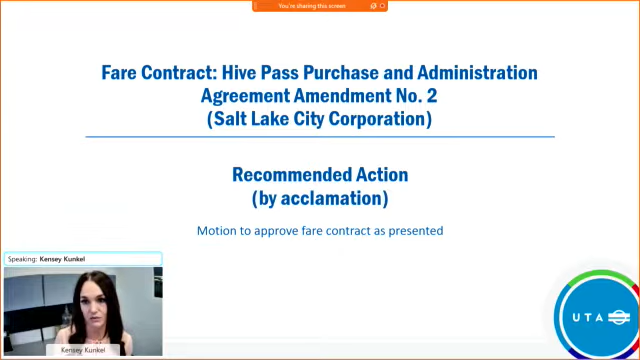 You're sharing this screen
Fare Contract: Hive Pass Purchase and Administration
Agreement Amendment No. 2
(Salt Lake City Corporation)
Recommended Action
(by acclamation)
Motion to approve fare contract as presented
Speaking: Kensey Kunkel
Kensey Kunkel
UTA